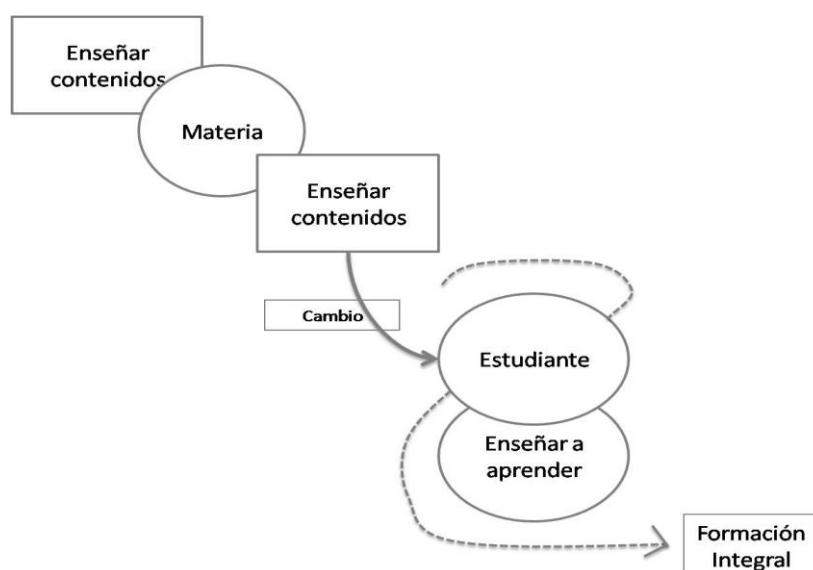 Enseñar
contenidos
Materia
Enseñar
contenidos
Cambio
Estudiante
Enseñar a
aprender
Formación
Integral